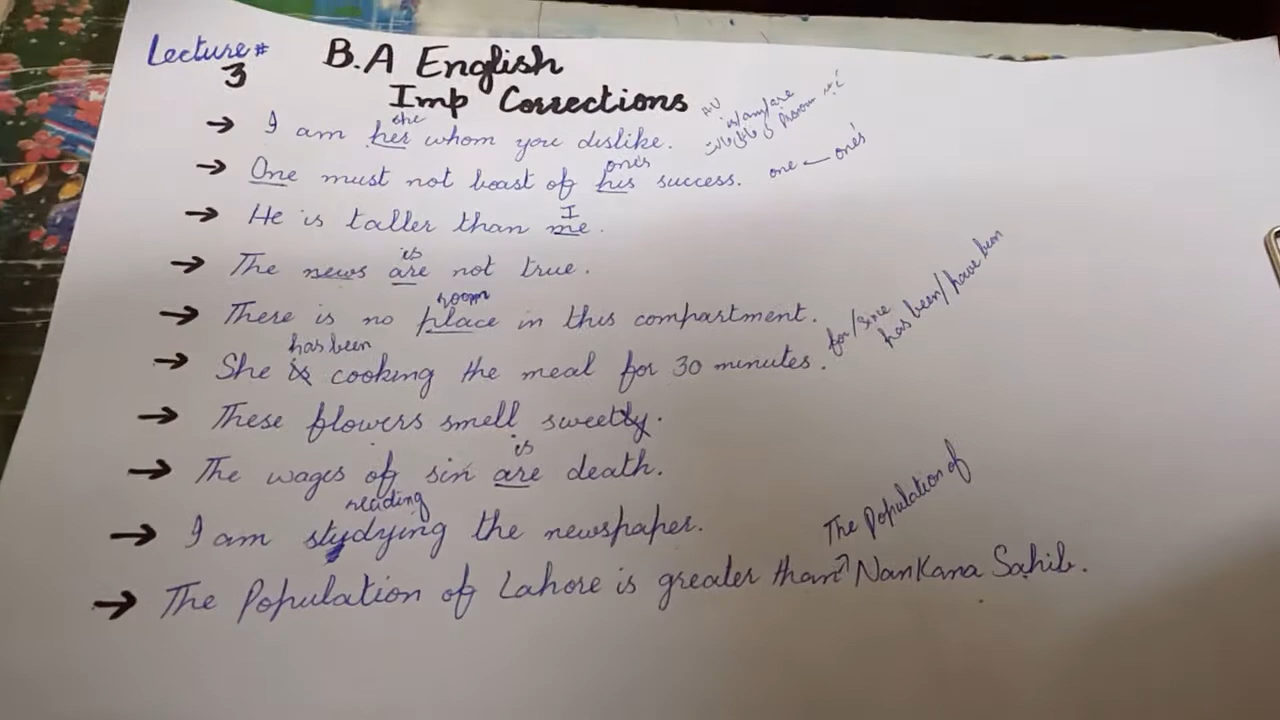 Lecture #
3
B.A English
Imp Corrections
she
→ I am her whom you dislike.
is/am/are
Pronoun
one's
→ One must not boast of his success. one — one's
I
→ He is taller than me.
is
→ The news are not true.
room
→ There is no place in this compartment.
for/since
has been/have been
has been
→ She is cooking the meal for 30 minutes.
→ These flowers smell sweetly.
is
→ The wages of sin are death.
reading
→ I am studying the newspaper.
The Population of
→ The Population of Lahore is greater than Nankana Sahib.